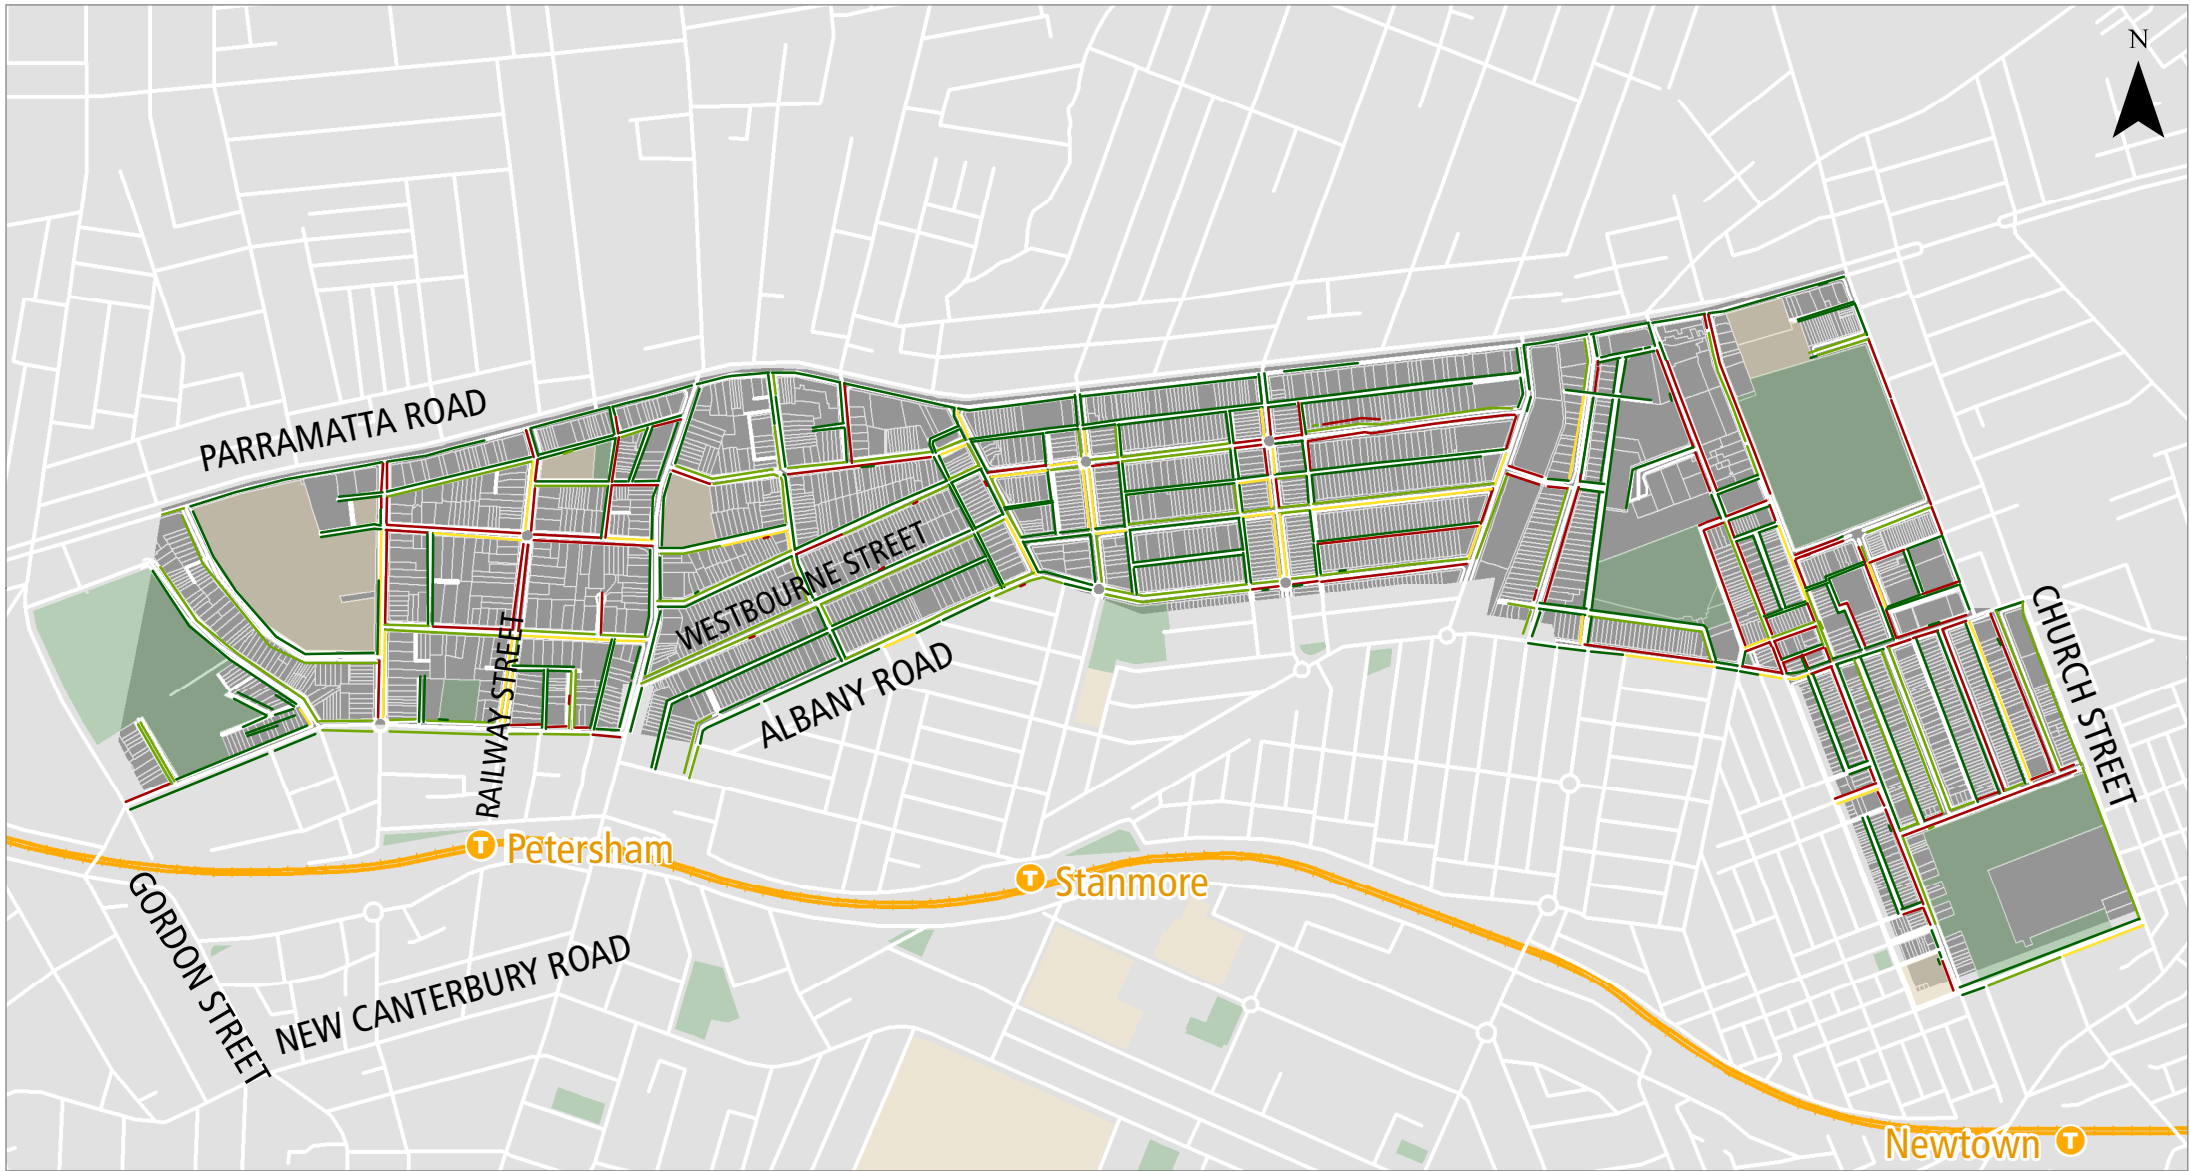 N
PARRAMATTA ROAD
WESTBOURNE STREET
CHURCH STREET
RAILWAY STREET
ALBANY ROAD
T Petersham
T Stanmore
GORDON STREET
NEW CANTERBURY ROAD
Newtown T